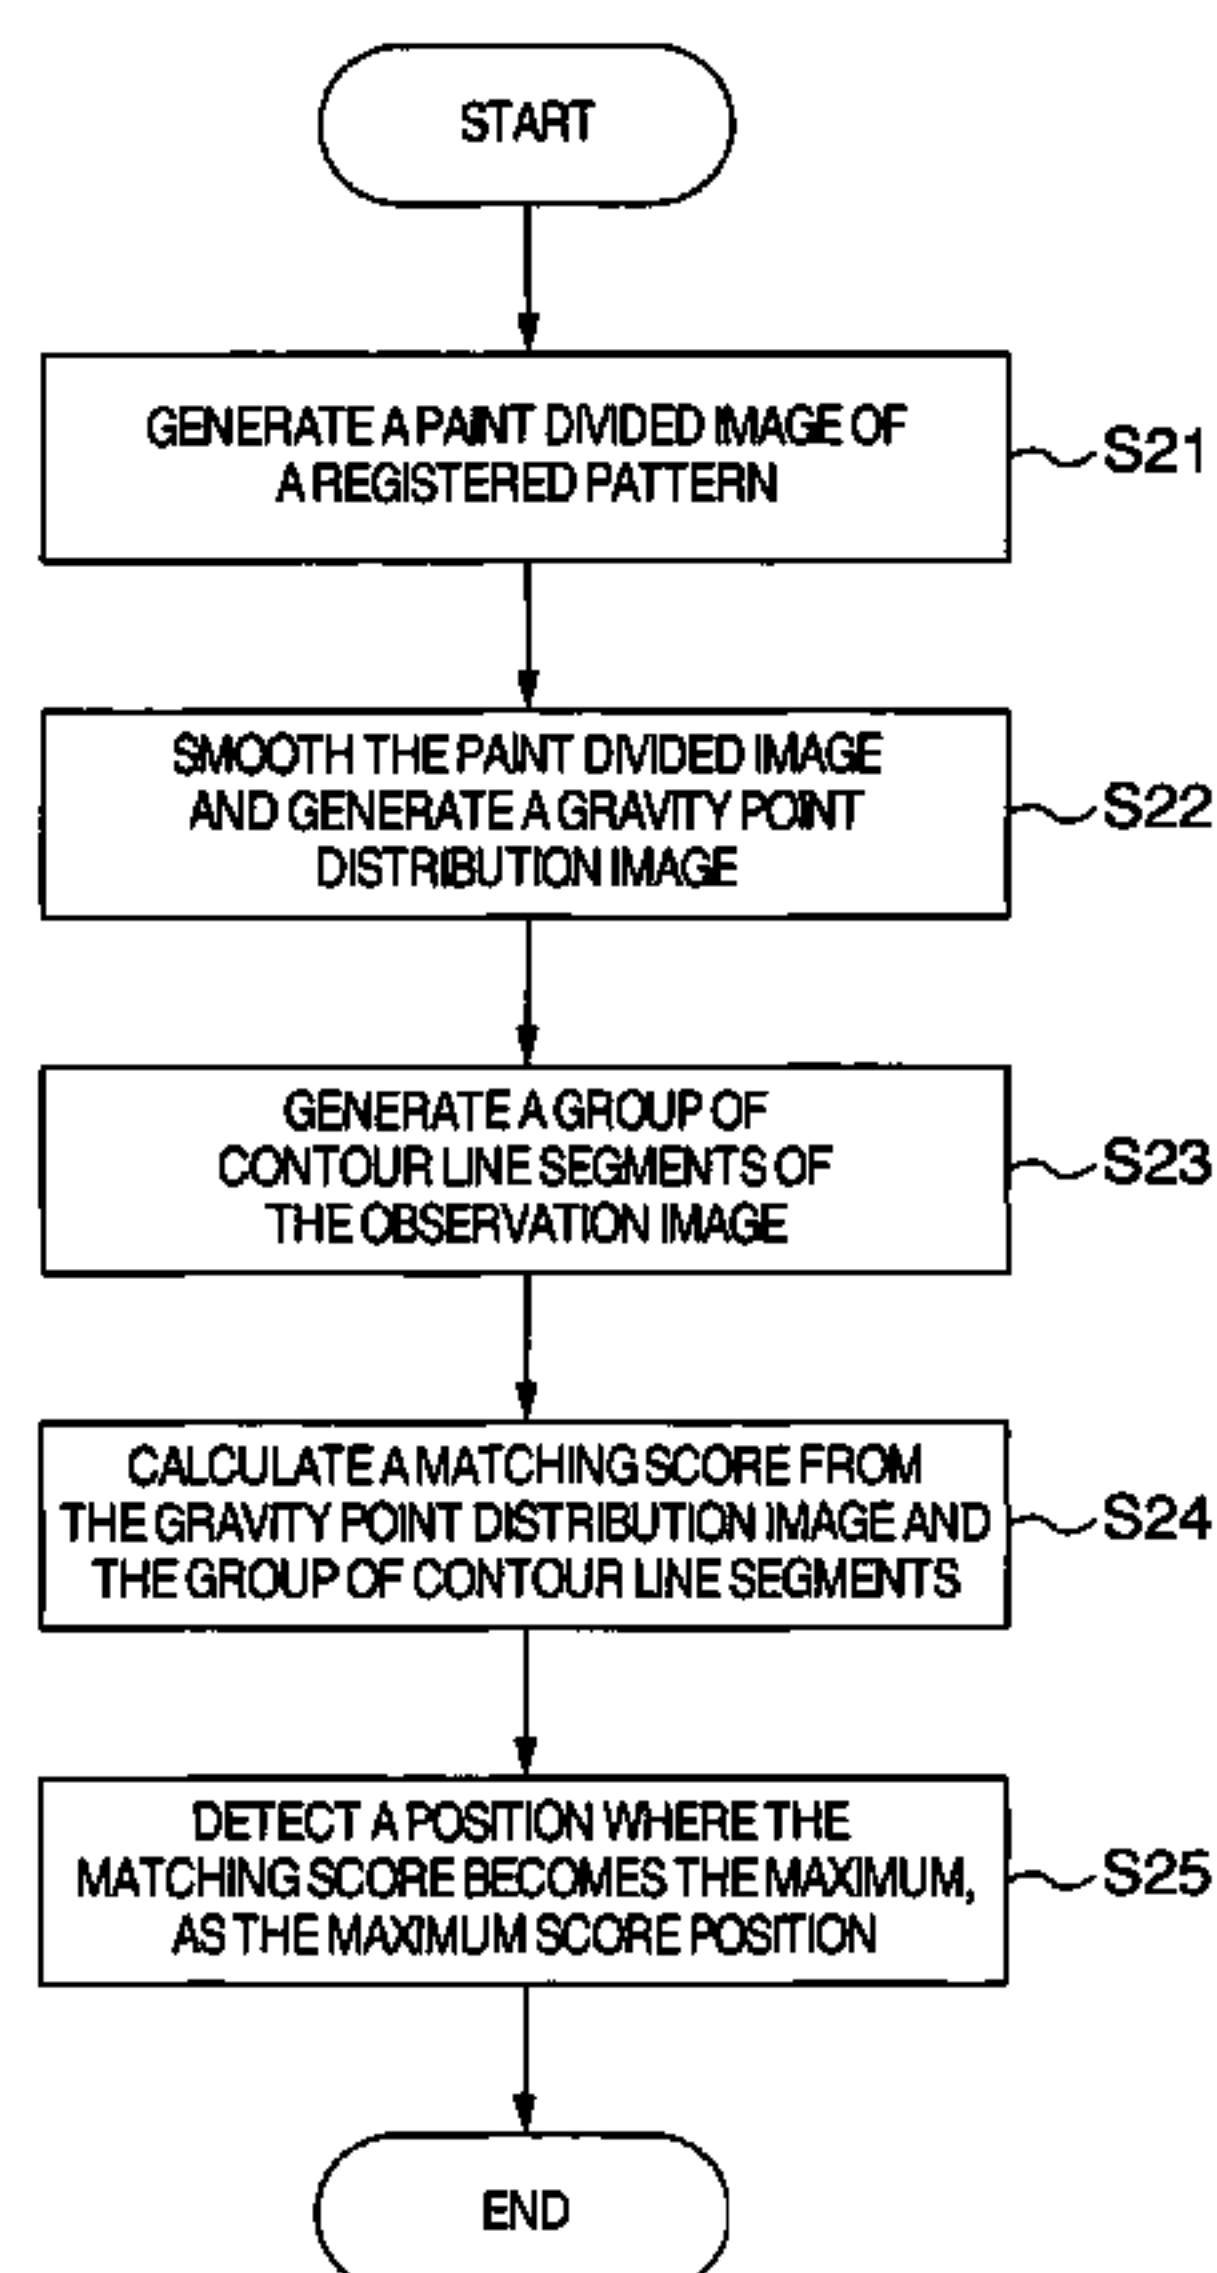 START
GENERATE A PAINT DIVIDED IMAGE OF
A REGISTERED PATTERN
S21
SMOOTH THE PAINT DIVIDED IMAGE
AND GENERATE A GRAVITY POINT
DISTRIBUTION IMAGE
S22
GENERATE A GROUP OF
CONTOUR LINE SEGMENTS OF
THE OBSERVATION IMAGE
S23
CALCULATE A MATCHING SCORE FROM
THE GRAVITY POINT DISTRIBUTION IMAGE AND
THE GROUP OF CONTOUR LINE SEGMENTS
S24
DETECT A POSITION WHERE THE
MATCHING SCORE BECOMES THE MAXIMUM,
AS THE MAXIMUM SCORE POSITION
S25
END